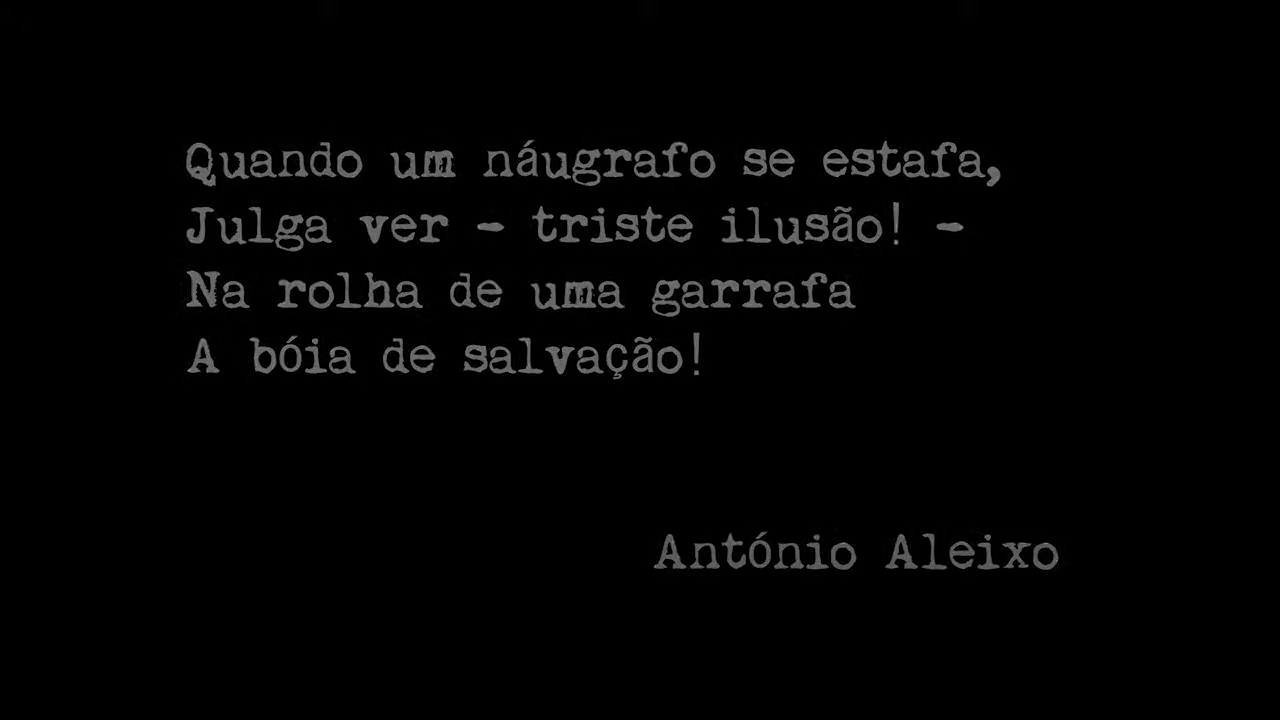 Quando um náugrafo se estafa,
Julga ver - triste ilusão! -
Na rolha de uma garrafa
A bóia de salvação!
António Aleixo